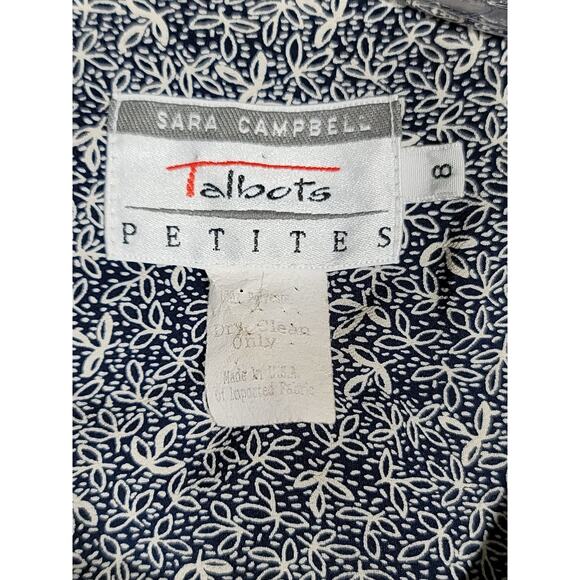 SARA CAMPBELL
Talbots
PETITES
8
Dry Clean
Only
Made in U.S.A
Of Imported Fabric